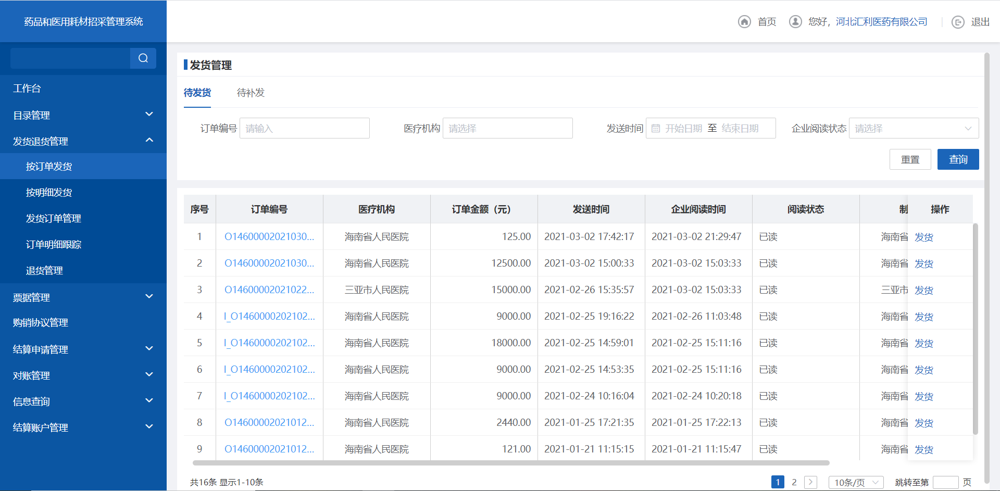 药品和医用耗材招采管理系统
首页 您好，河北汇利医药有限公司 退出
工作台
目录管理
发货退货管理
按订单发货
按明细发货
发货订单管理
订单明细跟踪
退货管理
票据管理
购销协议管理
结算申请管理
对账管理
信息查询
结算账户管理
发货管理
待发货 待补发
订单编号 请输入 医疗机构 请选择 发送时间 开始日期 至 结束日期 企业阅读状态 请选择
重置 查询
序号 订单编号 医疗机构 订单金额（元） 发送时间 企业阅读时间 阅读状态 制 操作
1 O14600002021030... 海南省人民医院 125.00 2021-03-02 17:42:17 2021-03-02 21:29:47 已读 海南省 发货
2 O14600002021030... 海南省人民医院 12500.00 2021-03-02 15:00:33 2021-03-02 15:03:33 已读 海南省 发货
3 O14600002021022... 三亚市人民医院 15000.00 2021-02-26 15:35:57 2021-03-02 15:03:33 已读 三亚市 发货
4 I_O1460000202102... 海南省人民医院 9000.00 2021-02-25 19:16:22 2021-02-26 11:03:48 已读 海南省 发货
5 I_O1460000202102... 海南省人民医院 18000.00 2021-02-25 14:59:01 2021-02-25 15:11:16 已读 海南省 发货
6 I_O1460000202102... 海南省人民医院 9000.00 2021-02-25 14:53:35 2021-02-25 15:11:16 已读 海南省 发货
7 I_O1460000202102... 海南省人民医院 9000.00 2021-02-24 10:16:04 2021-02-24 10:20:18 已读 海南省 发货
8 O14600002021012... 海南省人民医院 2440.00 2021-01-25 17:21:35 2021-01-25 17:22:13 已读 海南省 发货
9 O14600002021012... 海南省人民医院 121.00 2021-01-21 11:15:15 2021-01-21 11:15:47 已读 海南省 发货
共16条 显示1-10条 1 2 10条/页 跳转至第 页